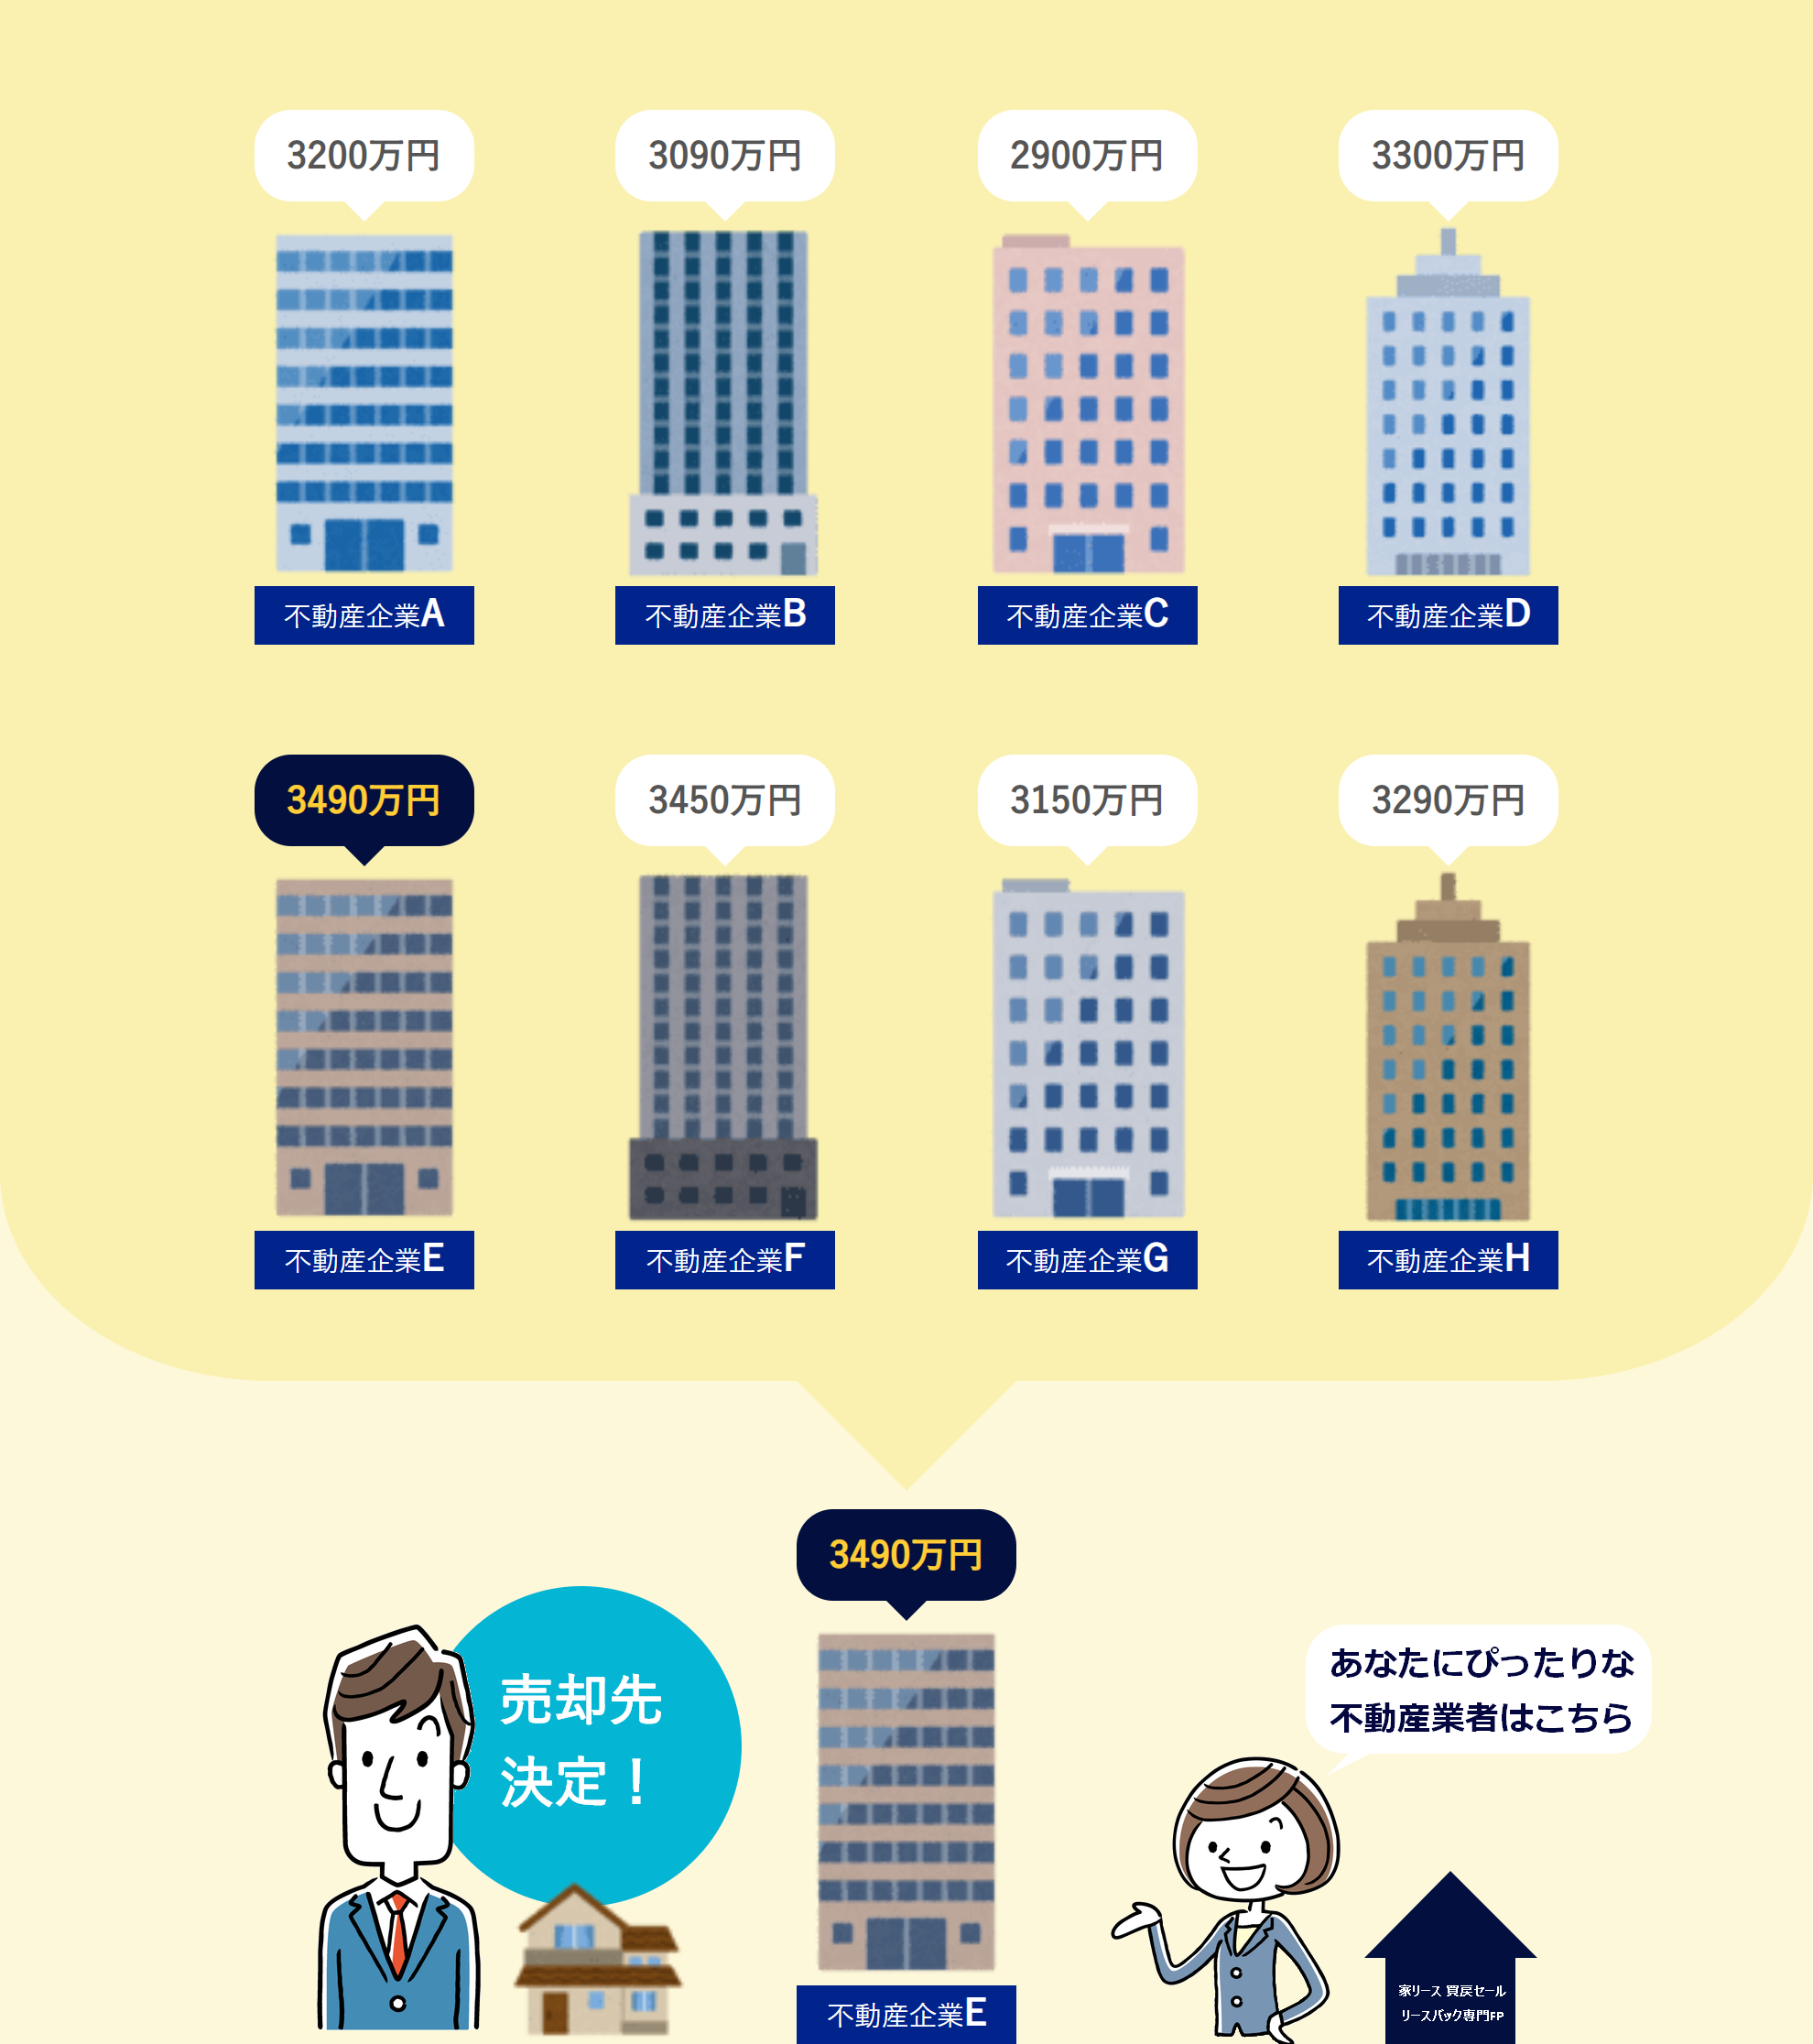 3200万円
3090万円
2900万円
3300万円
不動産企業A
不動産企業B
不動産企業C
不動産企業D
3490万円
3450万円
3150万円
3290万円
不動産企業E
不動産企業F
不動産企業G
不動産企業H
3490万円
売却先
決定！
あなたにぴったりな
不動産業者はこちら
家リース 買戻セール
リースバック専門FP
不動産企業E